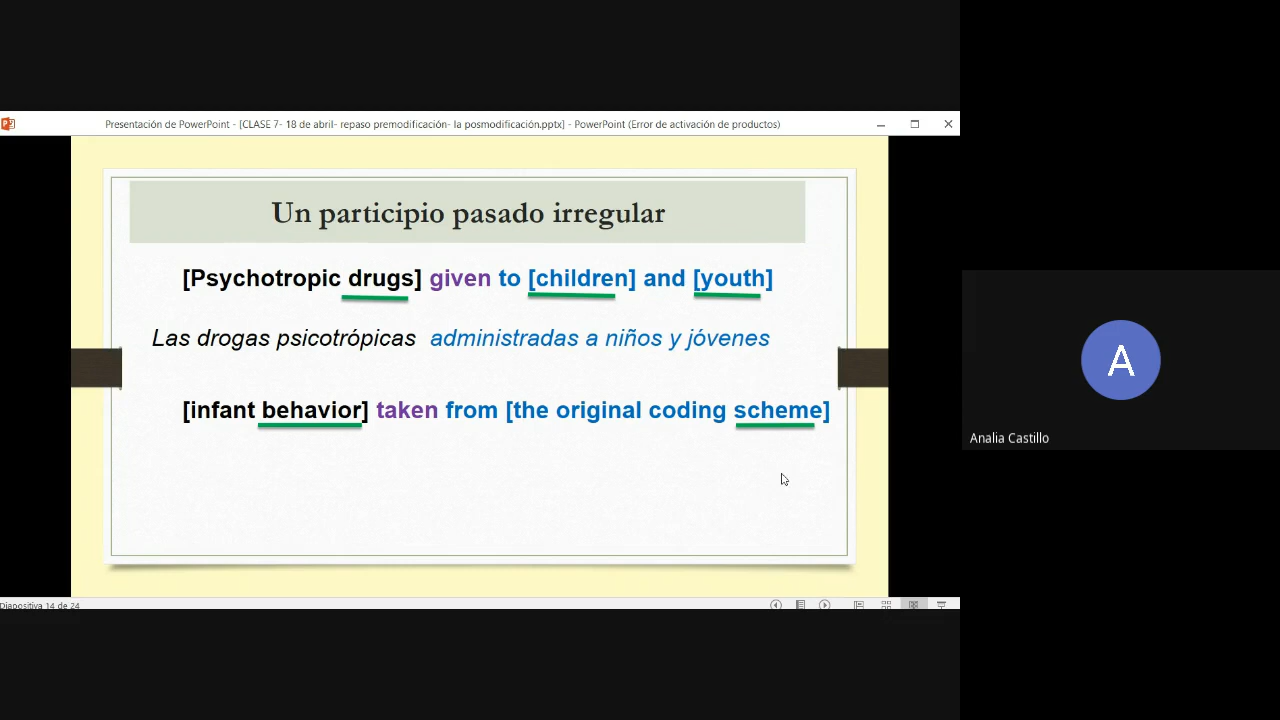 Presentación de PowerPoint - [CLASE 7- 18 de abril- repaso premodificación- la posmodificación.pptx] - PowerPoint (Error de activación de productos)
Un participio pasado irregular
[Psychotropic drugs] given to [children] and [youth]
Las drogas psicotrópicas administradas a niños y jóvenes
[infant behavior] taken from [the original coding scheme]
A
Analia Castillo
Diapositiva 14 de 24